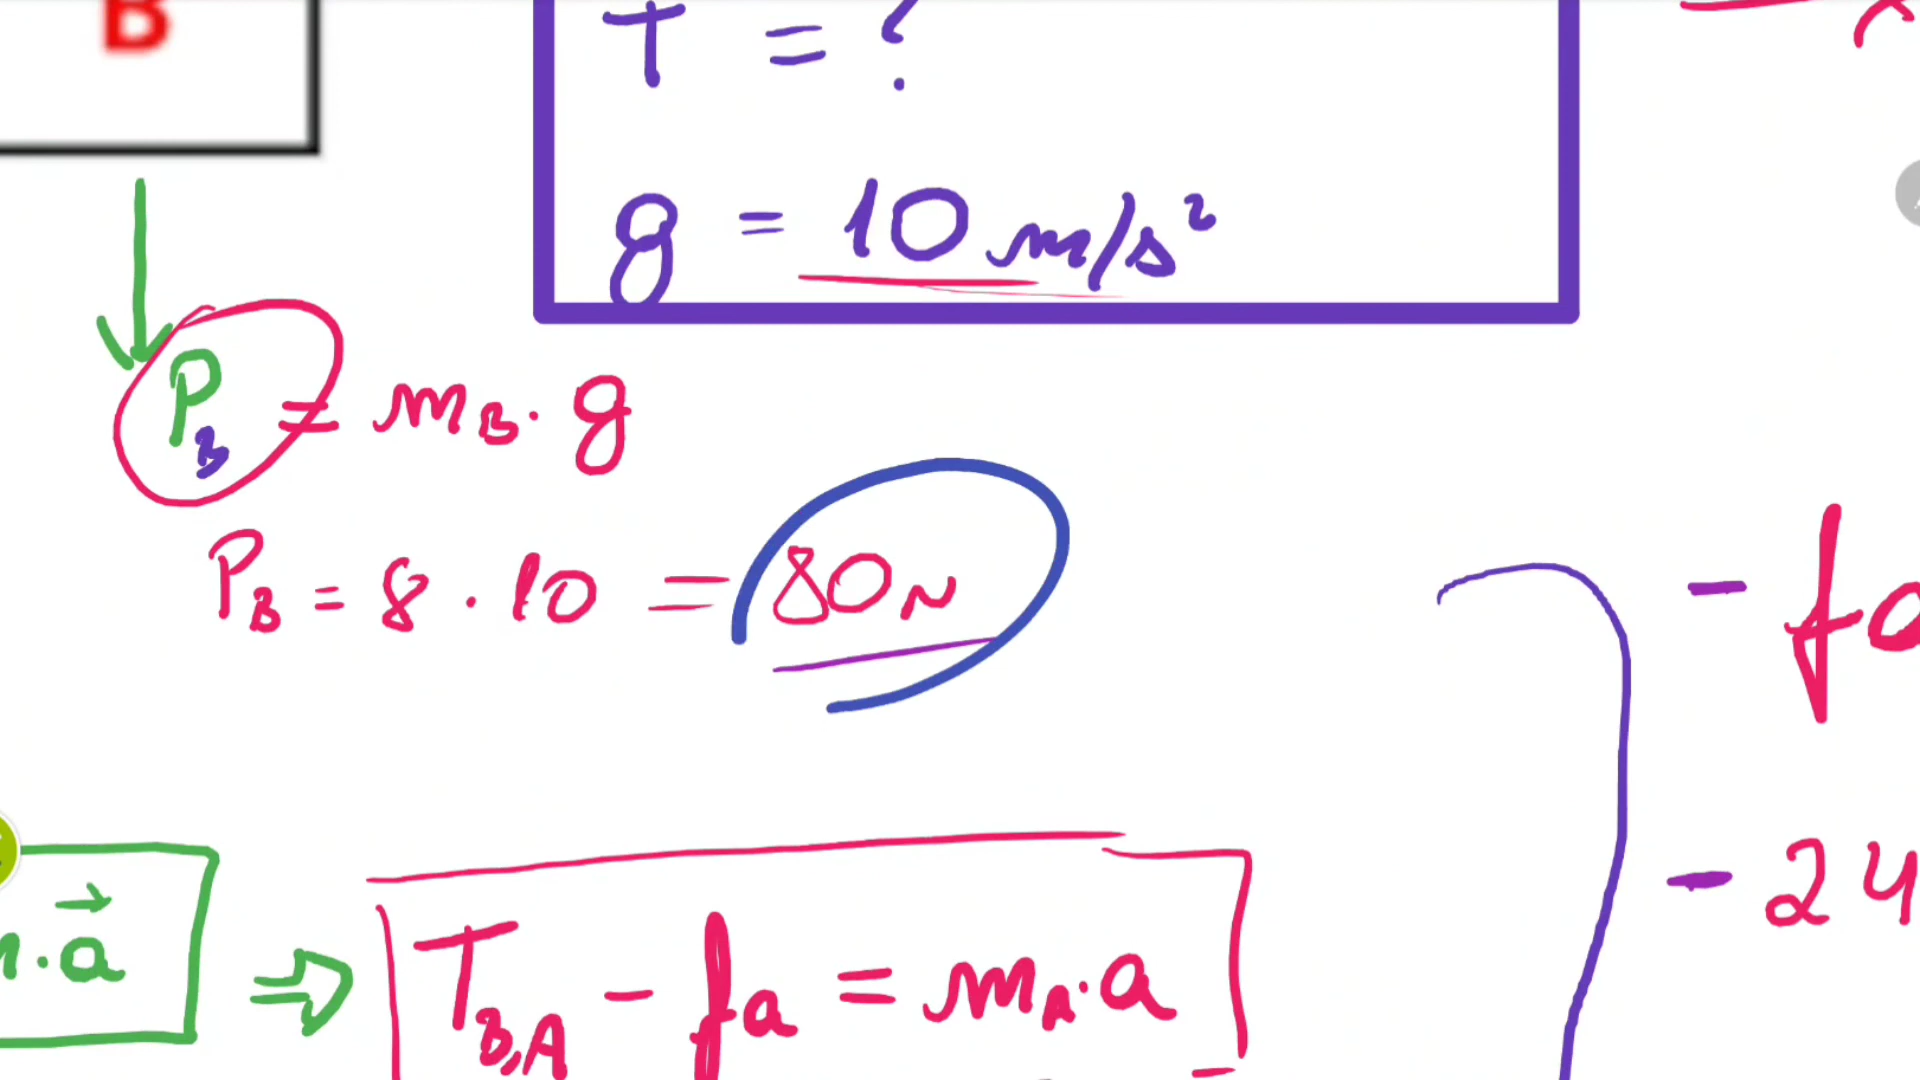 B
T = ?
g = 10 m/s²
P_B = m_B · g
P_B = 8 · 10 = 80N
- fa
- 24
· a⃗ ⇒ T_B,A - fa = m_A · a